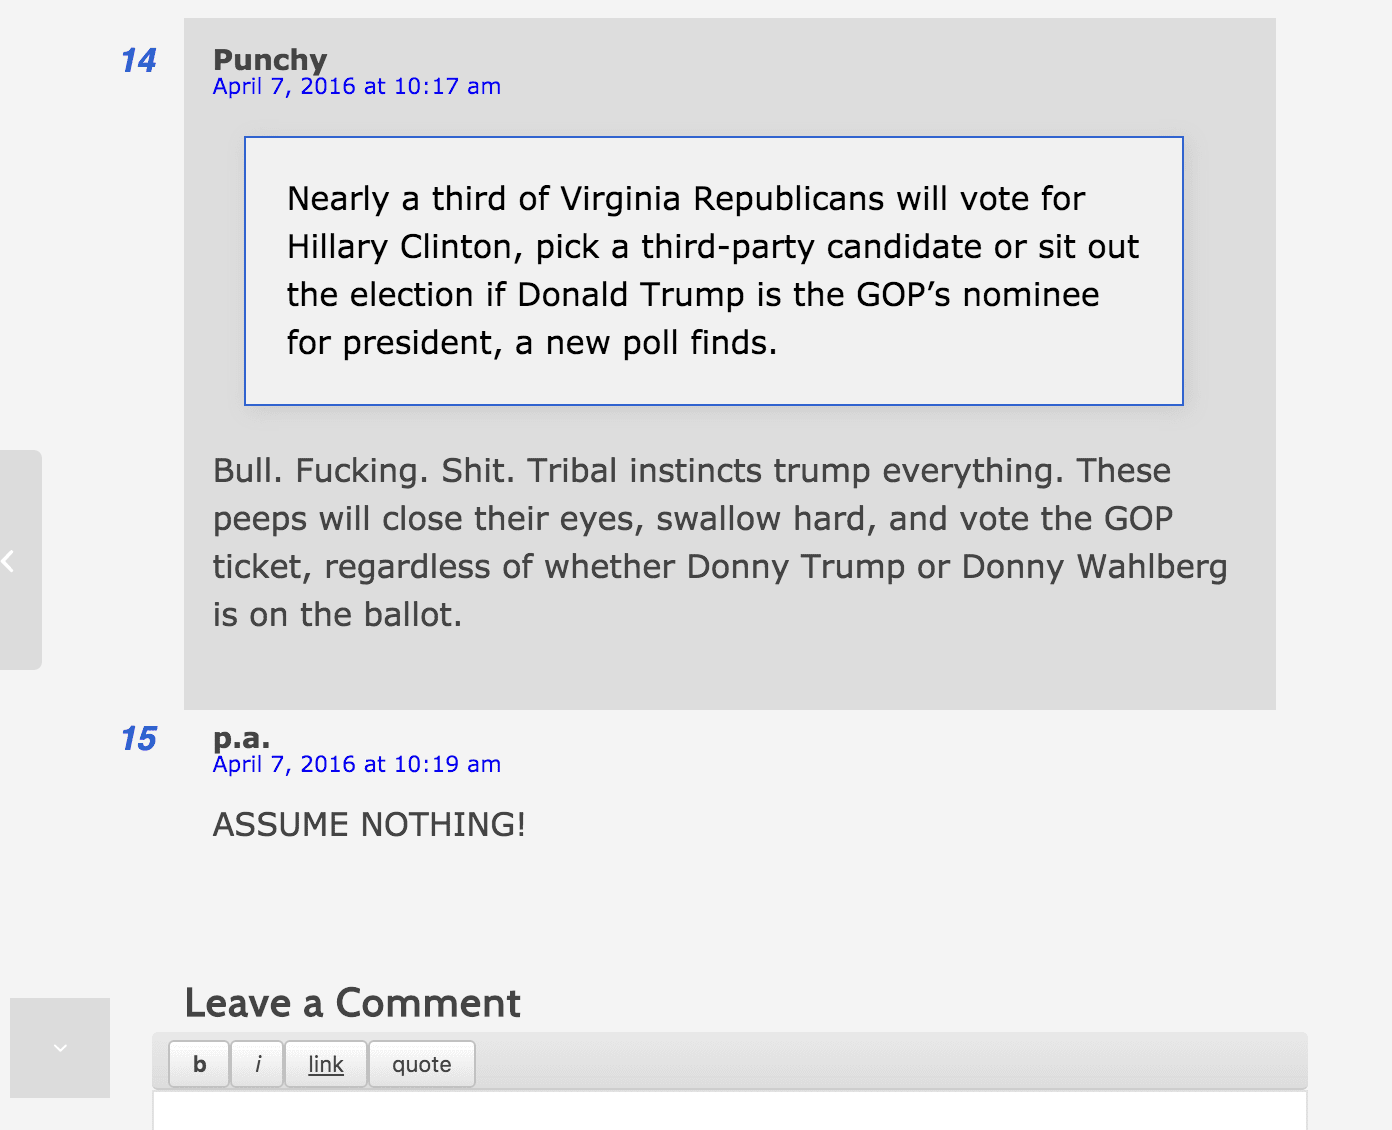 14
Punchy
April 7, 2016 at 10:17 am
Nearly a third of Virginia Republicans will vote for
Hillary Clinton, pick a third-party candidate or sit out
the election if Donald Trump is the GOP’s nominee
for president, a new poll finds.
Bull. Fucking. Shit. Tribal instincts trump everything. These
peeps will close their eyes, swallow hard, and vote the GOP
ticket, regardless of whether Donny Trump or Donny Wahlberg
is on the ballot.
15
p.a.
April 7, 2016 at 10:19 am
ASSUME NOTHING!
Leave a Comment
b i link quote